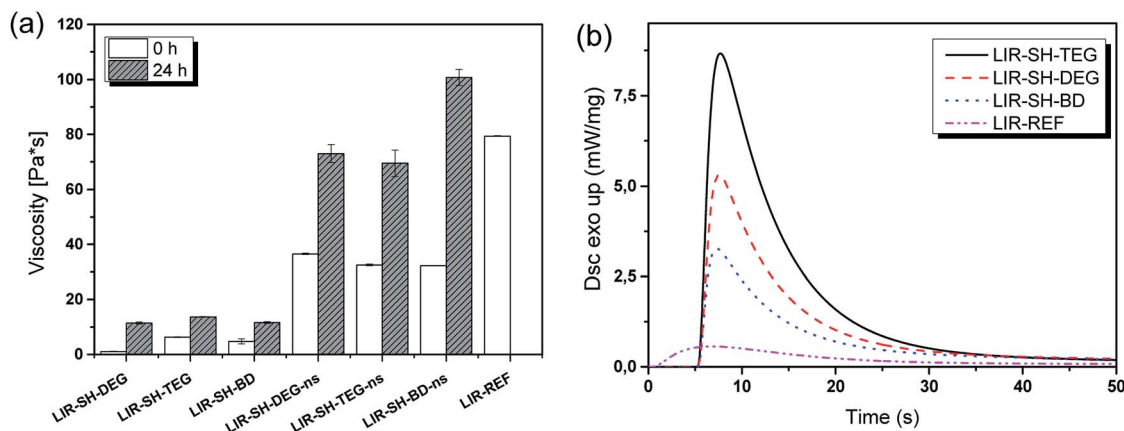 (a)
120
100
80
60
40
20
0
Viscosity [Pa*s]
0 h
24 h
LIR-SH-DEG
LIR-SH-TEG
LIR-SH-BD
LIR-SH-DEG-ns
LIR-SH-TEG-ns
LIR-SH-BD-ns
LIR-REF
(b)
7,5
5,0
2,5
0,0
Dsc exo up (mW/mg)
LIR-SH-TEG
LIR-SH-DEG
LIR-SH-BD
LIR-REF
0 10 20 30 40 50
Time (s)